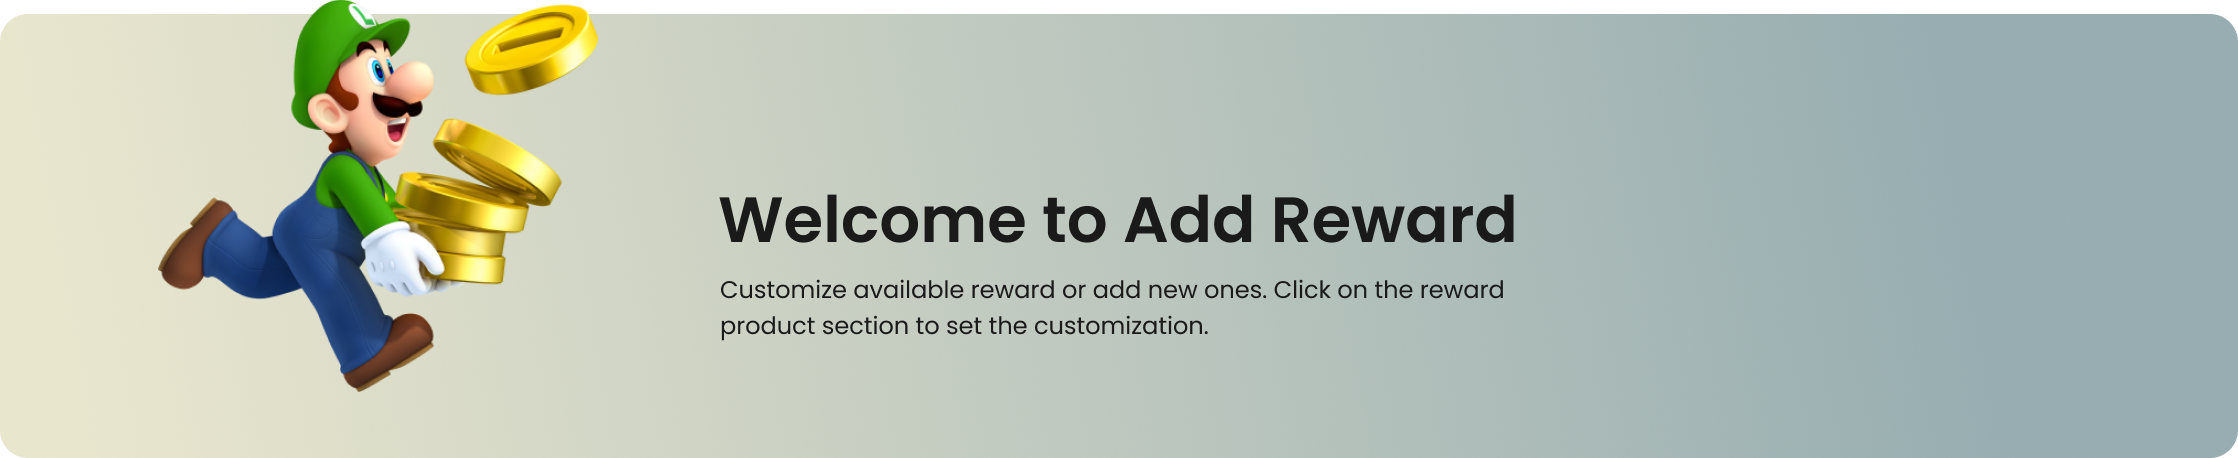 L
Welcome to Add Reward
Customize available reward or add new ones. Click on the reward
product section to set the customization.